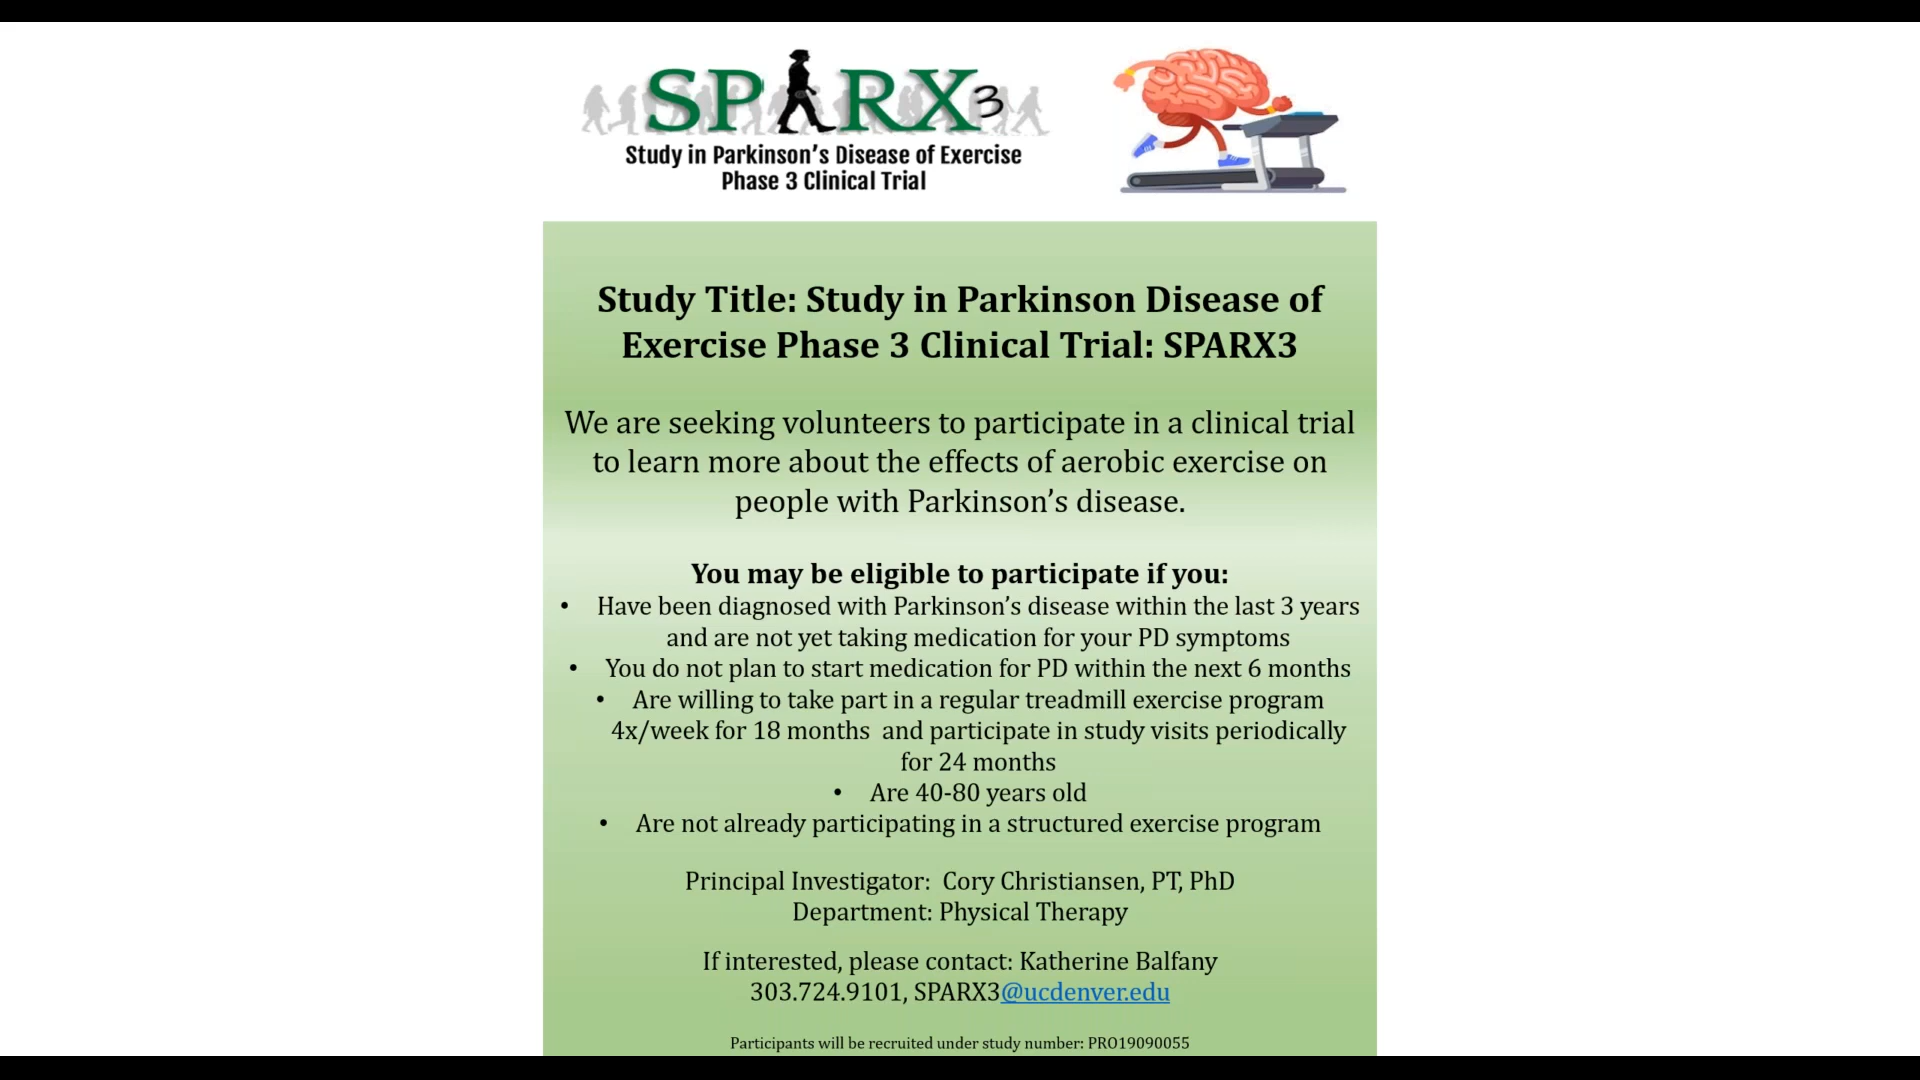 SPARX3
Study in Parkinson's Disease of Exercise
Phase 3 Clinical Trial
Study Title: Study in Parkinson Disease of
Exercise Phase 3 Clinical Trial: SPARX3
We are seeking volunteers to participate in a clinical trial
to learn more about the effects of aerobic exercise on
people with Parkinson's disease.
You may be eligible to participate if you:
• Have been diagnosed with Parkinson's disease within the last 3 years
and are not yet taking medication for your PD symptoms
• You do not plan to start medication for PD within the next 6 months
• Are willing to take part in a regular treadmill exercise program
4x/week for 18 months and participate in study visits periodically
for 24 months
• Are 40-80 years old
• Are not already participating in a structured exercise program
Principal Investigator: Cory Christiansen, PT, PhD
Department: Physical Therapy
If interested, please contact: Katherine Balfany
303.724.9101, SPARX3@ucdenver.edu
Participants will be recruited under study number: PRO19090055